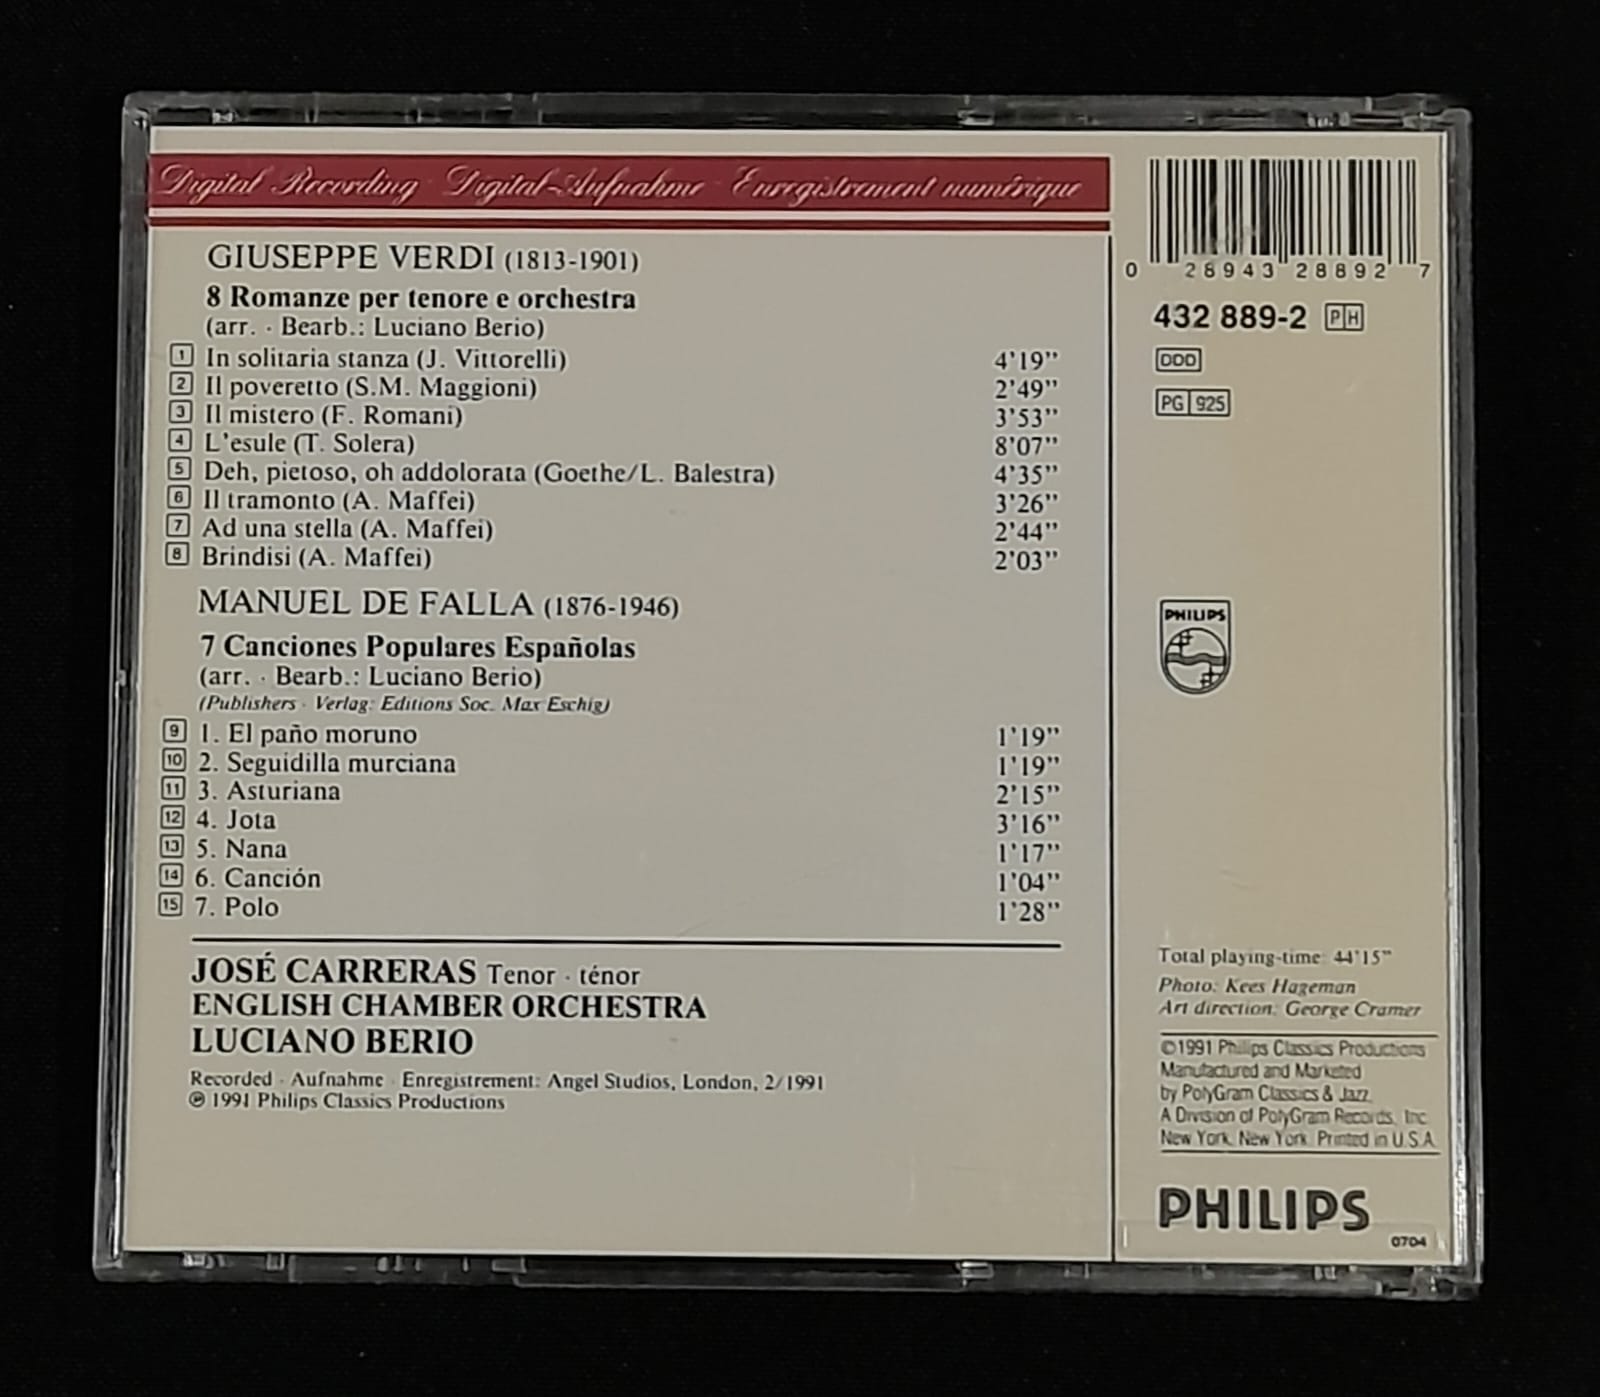 Digital Recording · Digital-Aufnahme · Enregistrement numérique
GIUSEPPE VERDI (1813-1901)
8 Romanze per tenore e orchestra
(arr. · Bearb.: Luciano Berio)
1 In solitaria stanza (J. Vittorelli) 4'19"
2 Il poveretto (S.M. Maggioni) 2'49"
3 Il mistero (F. Romani) 3'53"
4 L'esule (T. Solera) 8'07"
5 Deh, pietoso, oh addolorata (Goethe/L. Balestra) 4'35"
6 Il tramonto (A. Maffei) 3'26"
7 Ad una stella (A. Maffei) 2'44"
8 Brindisi (A. Maffei) 2'03"
MANUEL DE FALLA (1876-1946)
7 Canciones Populares Españolas
(arr. · Bearb.: Luciano Berio)
(Publishers · Verlag: Editions Soc. Max Eschig)
9 1. El paño moruno 1'19"
10 2. Seguidilla murciana 1'19"
11 3. Asturiana 2'15"
12 4. Jota 3'16"
13 5. Nana 1'17"
14 6. Canción 1'04"
15 7. Polo 1'28"
JOSÉ CARRERAS Tenor · ténor
ENGLISH CHAMBER ORCHESTRA
LUCIANO BERIO
Recorded · Aufnahme · Enregistrement: Angel Studios, London, 2/1991
℗ 1991 Philips Classics Productions
0 28943 28892 7
432 889-2 PH
DDD
PG 925
PHILIPS
Total playing-time: 44'15"
Photo: Kees Hageman
Art direction: George Cramer
©1991 Philips Classics Productions
Manufactured and Marketed
by PolyGram Classics & Jazz,
A Division of PolyGram Records, Inc.
New York, New York. Printed in U.S.A.
PHILIPS
0704